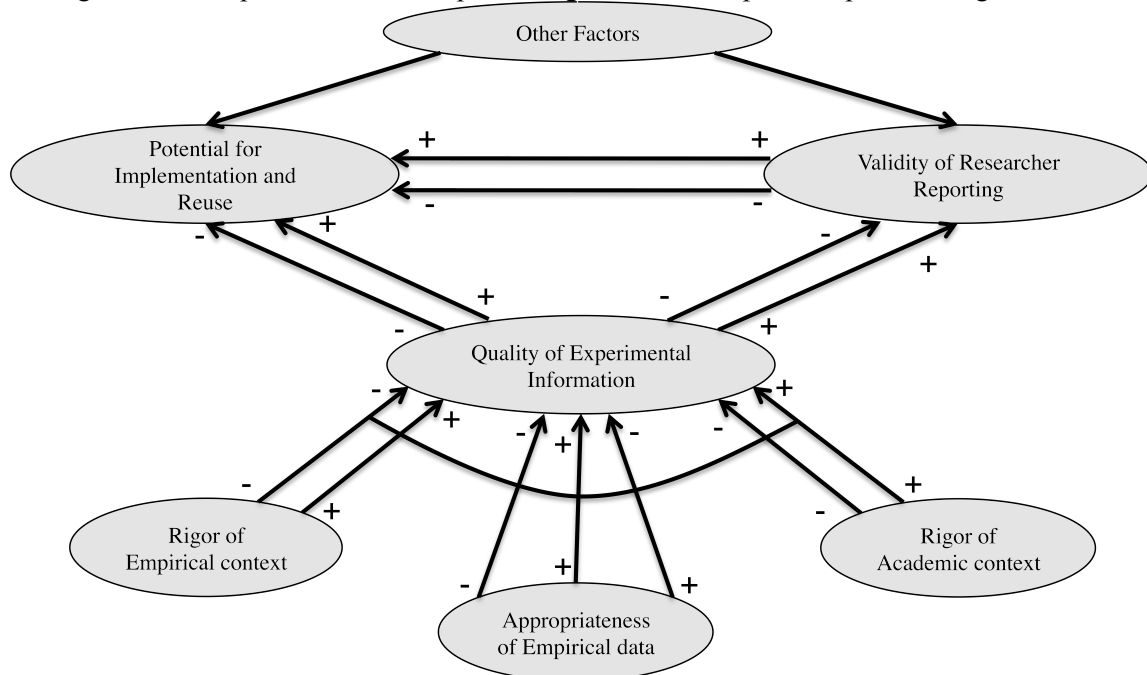 Other Factors
Potential for
Implementation and
Reuse
+
+
Validity of Researcher
Reporting
-
-
-
+
-
+
+
-
-
+
Quality of Experimental
Information
-
+
-
+
-
+
-
+
-
+
-
+
Rigor of
Empirical context
Rigor of
Academic context
-
+
+
Appropriateness
of Empirical data